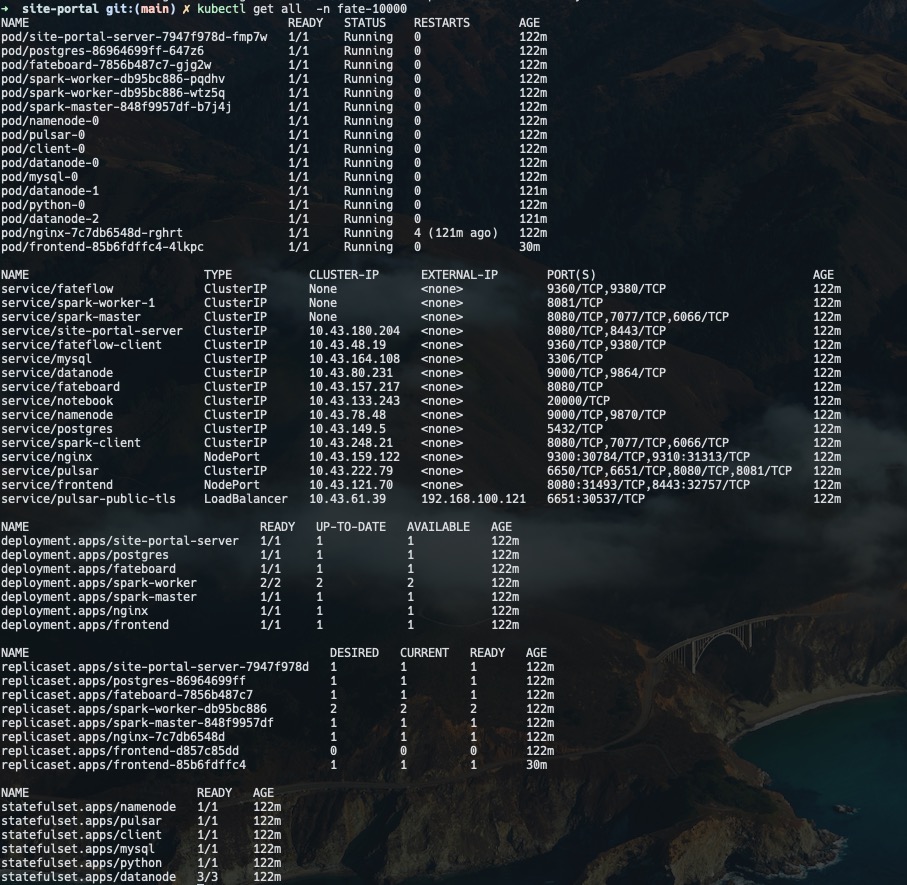 ➜  site-portal git:(main) ✗ kubectl get all  -n fate-10000
NAME                                    READY   STATUS    RESTARTS       AGE
pod/site-portal-server-7947f978d-fmp7w   1/1     Running   0              122m
pod/postgres-86964699ff-647z6            1/1     Running   0              122m
pod/fateboard-7856b487c7-gjg2w           1/1     Running   0              122m
pod/spark-worker-db95bc886-pqdhv         1/1     Running   0              122m
pod/spark-worker-db95bc886-wtz5q         1/1     Running   0              122m
pod/spark-master-848f9957df-b7j4j        1/1     Running   0              122m
pod/namenode-0                           1/1     Running   0              122m
pod/pulsar-0                             1/1     Running   0              122m
pod/client-0                             1/1     Running   0              122m
pod/datanode-0                           1/1     Running   0              122m
pod/mysql-0                              1/1     Running   0              122m
pod/datanode-1                           1/1     Running   0              121m
pod/python-0                             1/1     Running   0              122m
pod/datanode-2                           1/1     Running   0              121m
pod/nginx-7c7db6548d-rghrt               1/1     Running   4 (121m ago)   122m
pod/frontend-85b6fdffc4-4lkpc            1/1     Running   0              30m
NAME                         TYPE           CLUSTER-IP      EXTERNAL-IP       PORT(S)                               AGE
service/fateflow             ClusterIP      None            <none>            9360/TCP,9380/TCP                     122m
service/spark-worker-1       ClusterIP      None            <none>            8081/TCP                              122m
service/spark-master         ClusterIP      None            <none>            8080/TCP,7077/TCP,6066/TCP            122m
service/site-portal-server   ClusterIP      10.43.180.204   <none>            8080/TCP,8443/TCP                     122m
service/fateflow-client      ClusterIP      10.43.48.19     <none>            9360/TCP,9380/TCP                     122m
service/mysql                ClusterIP      10.43.164.108   <none>            3306/TCP                              122m
service/datanode             ClusterIP      10.43.80.231    <none>            9000/TCP,9864/TCP                     122m
service/fateboard            ClusterIP      10.43.157.217   <none>            8080/TCP                              122m
service/notebook             ClusterIP      10.43.133.243   <none>            20000/TCP                             122m
service/namenode             ClusterIP      10.43.78.48     <none>            9000/TCP,9870/TCP                     122m
service/postgres             ClusterIP      10.43.149.5     <none>            5432/TCP                              122m
service/spark-client         ClusterIP      10.43.248.21    <none>            8080/TCP,7077/TCP,6066/TCP            122m
service/nginx                NodePort       10.43.159.122   <none>            9300:30784/TCP,9310:31313/TCP         122m
service/pulsar               ClusterIP      10.43.222.79    <none>            6650/TCP,6651/TCP,8080/TCP,8081/TCP   122m
service/frontend             NodePort       10.43.121.70    <none>            8080:31493/TCP,8443:32757/TCP         122m
service/pulsar-public-tls    LoadBalancer   10.43.61.39     192.168.100.121   6651:30537/TCP                        122m
NAME                                 READY   UP-TO-DATE   AVAILABLE   AGE
deployment.apps/site-portal-server   1/1     1            1           122m
deployment.apps/postgres             1/1     1            1           122m
deployment.apps/fateboard            1/1     1            1           122m
deployment.apps/spark-worker         2/2     2            2           122m
deployment.apps/spark-master         1/1     1            1           122m
deployment.apps/nginx                1/1     1            1           122m
deployment.apps/frontend             1/1     1            1           122m
NAME                                           DESIRED   CURRENT   READY   AGE
replicaset.apps/site-portal-server-7947f978d   1         1         1       122m
replicaset.apps/postgres-86964699ff            1         1         1       122m
replicaset.apps/fateboard-7856b487c7           1         1         1       122m
replicaset.apps/spark-worker-db95bc886         2         2         2       122m
replicaset.apps/spark-master-848f9957df        1         1         1       122m
replicaset.apps/nginx-7c7db6548d               1         1         1       122m
replicaset.apps/frontend-d857c85dd             0         0         0       122m
replicaset.apps/frontend-85b6fdffc4            1         1         1       30m
NAME                        READY   AGE
statefulset.apps/namenode   1/1     122m
statefulset.apps/pulsar     1/1     122m
statefulset.apps/client     1/1     122m
statefulset.apps/mysql      1/1     122m
statefulset.apps/python     1/1     122m
statefulset.apps/datanode   3/3     122m